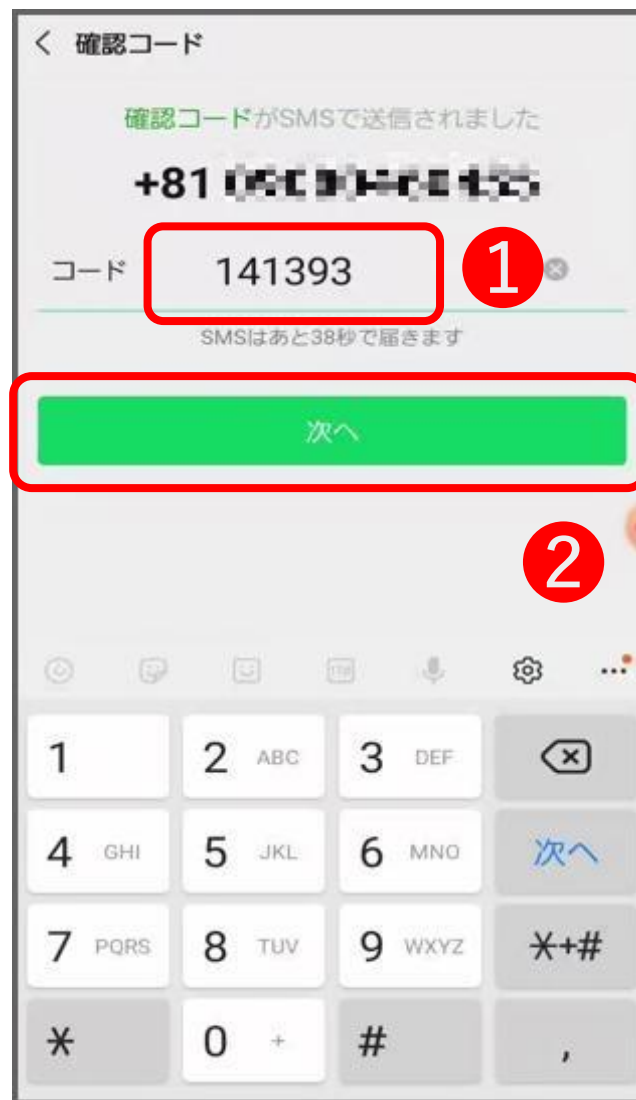 確認コード
確認コードがSMSで送信されました
+81
コード 141393 1
SMSはあと38秒で届きます
次へ
2
1 2 ABC 3 DEF
4 GHI 5 JKL 6 MNO 次へ
7 PQRS 8 TUV 9 WXYZ *+#
* 0 + # ,